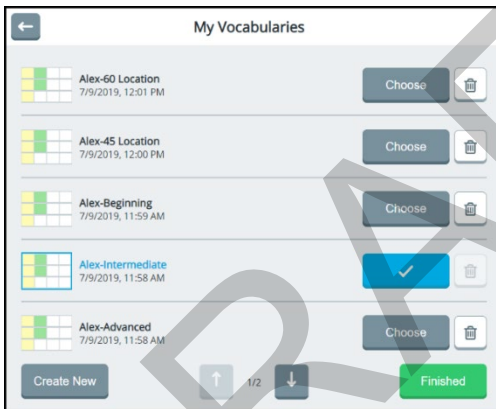 My Vocabularies
Alex-60 Location
7/9/2019, 12:01 PM
Choose
Alex-45 Location
7/9/2019, 12:00 PM
Choose
Alex-Beginning
7/9/2019, 11:59 AM
Choose
Alex-Intermediate
7/9/2019, 11:58 AM
Alex-Advanced
7/9/2019, 11:58 AM
Choose
Create New
1/2
Finished